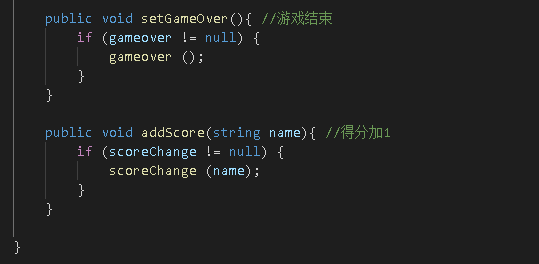 public void setGameOver(){ //游戏结束
if (gameover != null) {
gameover ();
}
}
public void addScore(string name){ //得分加1
if (scoreChange != null) {
scoreChange (name);
}
}
}